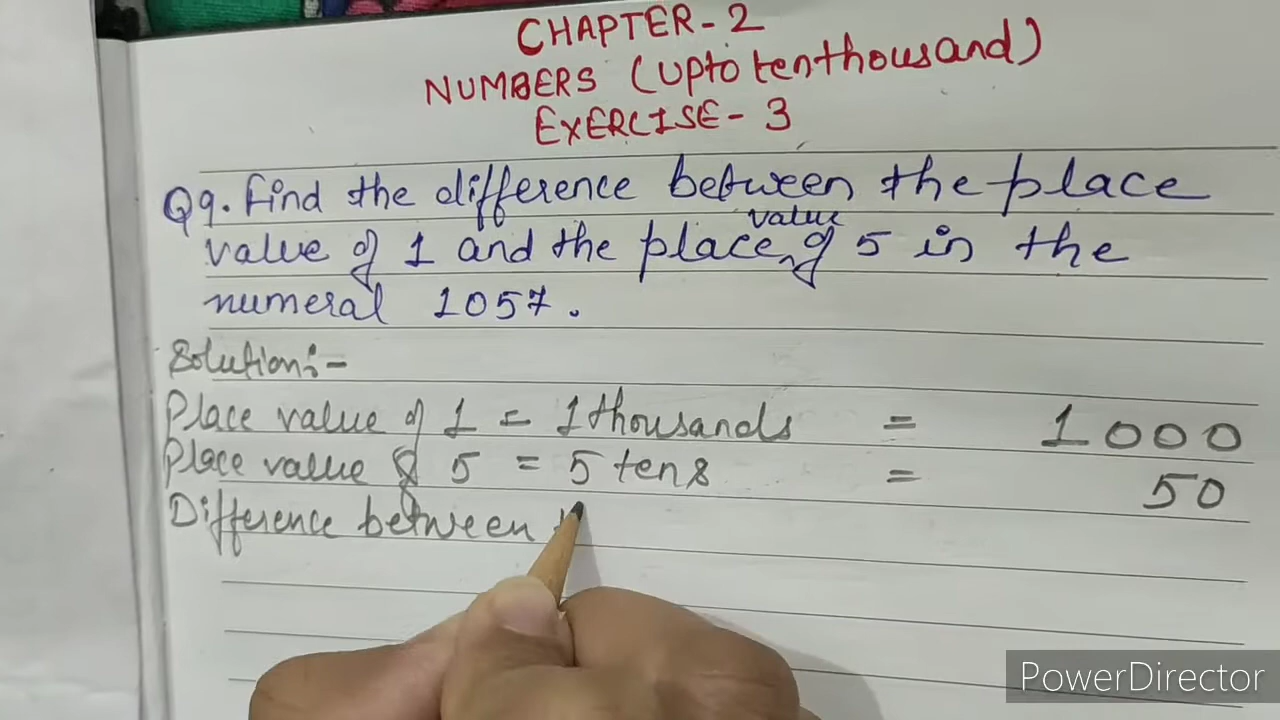 CHAPTER-2
NUMBERS (upto tenthousand)
EXERCISE-3
Q9. Find the difference between the place
value of 1 and the place value of 5 in the
numeral 1057.
Solution:-
Place value of 1 = 1 thousands = 1000
Place value of 5 = 5 tens = 50
Difference between
PowerDirector